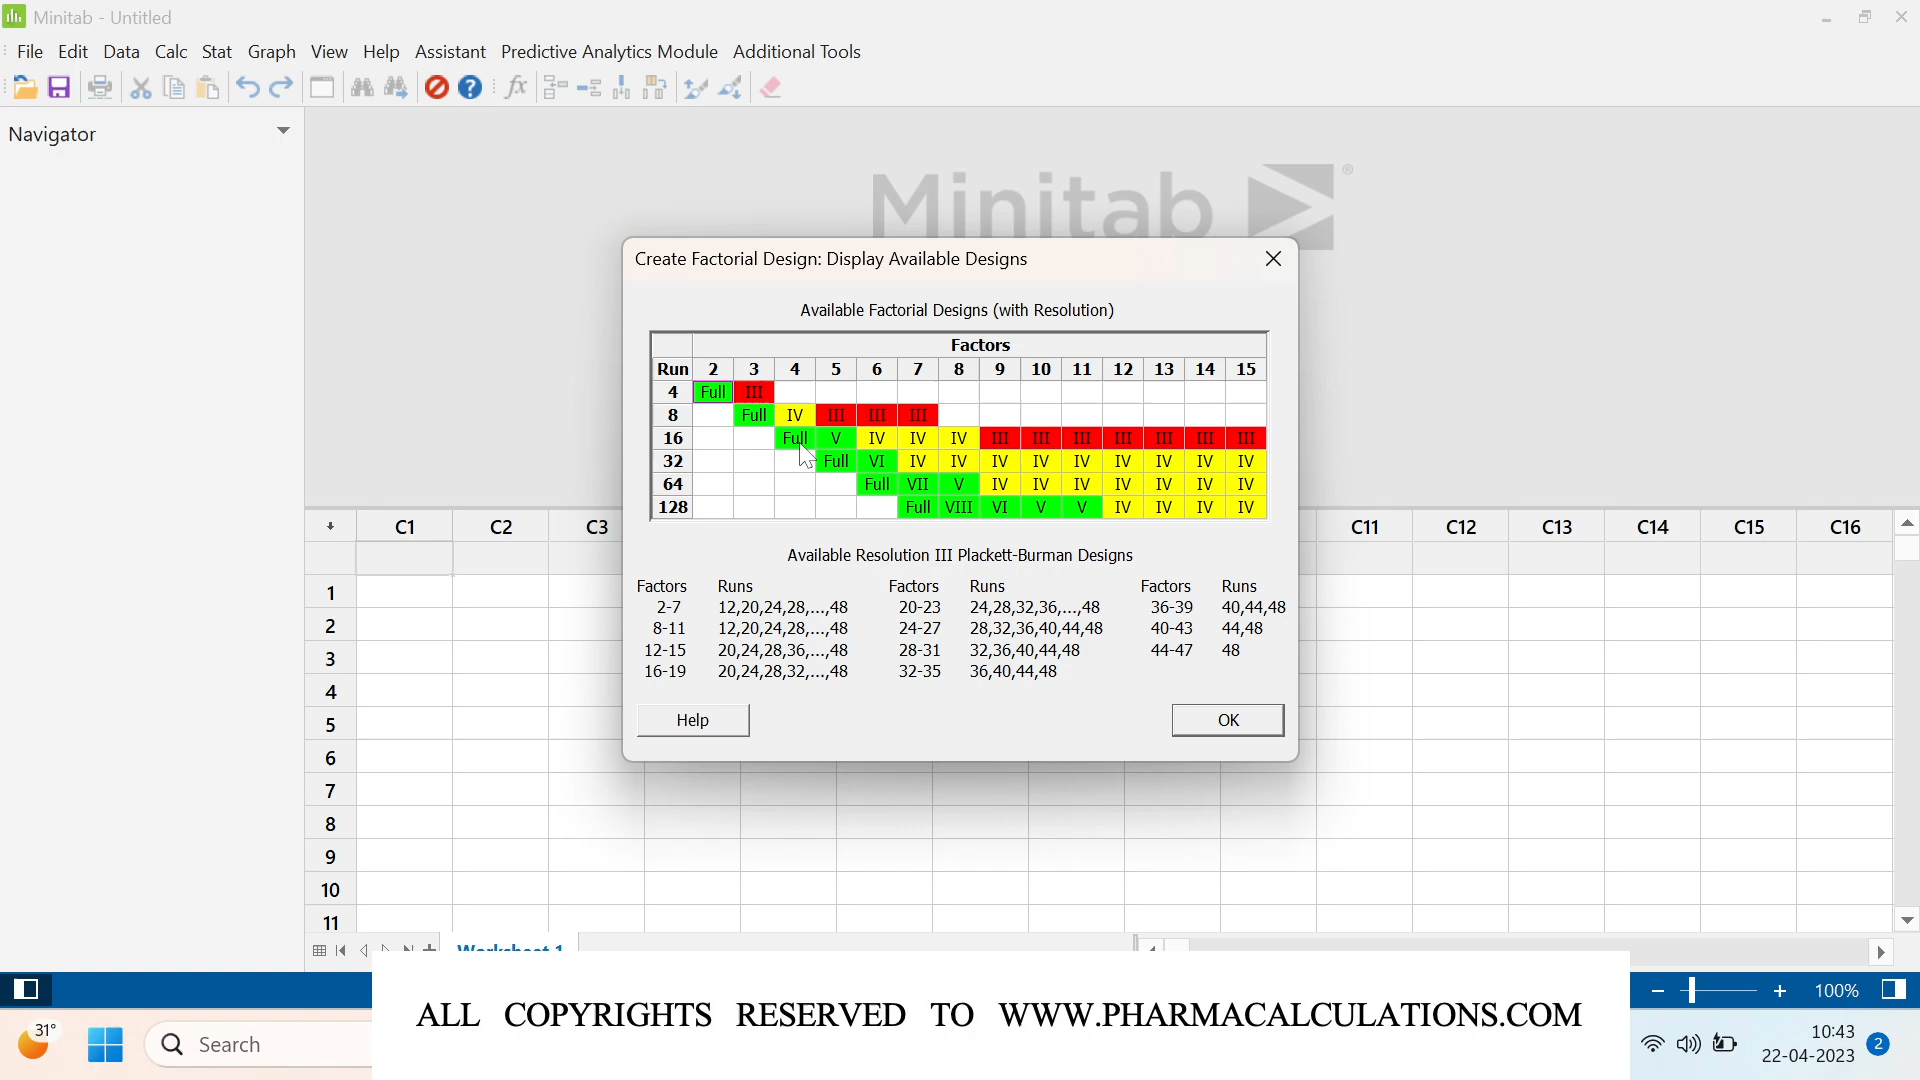 Minitab - Untitled
File Edit Data Calc Stat Graph View Help Assistant Predictive Analytics Module Additional Tools
fx
Navigator
Minitab ®
Create Factorial Design: Display Available Designs
Available Factorial Designs (with Resolution)
Factors
Run 2 3 4 5 6 7 8 9 10 11 12 13 14 15
4 Full III
8 Full IV III III III
16 Full V IV IV IV III III III III III III III
32 Full VI IV IV IV IV IV IV IV IV IV
64 Full VII V IV IV IV IV IV IV IV
128 Full VIII VI V V IV IV IV IV
Available Resolution III Plackett-Burman Designs
Factors Runs Factors Runs Factors Runs
2-7 12,20,24,28,...,48 20-23 24,28,32,36,...,48 36-39 40,44,48
8-11 12,20,24,28,...,48 24-27 28,32,36,40,44,48 40-43 44,48
12-15 20,24,28,36,...,48 28-31 32,36,40,44,48 44-47 48
16-19 20,24,28,32,...,48 32-35 36,40,44,48
Help OK
C1 C2 C3 C11 C12 C13 C14 C15 C16
1
2
3
4
5
6
7
8
9
10
11
Worksheet 1
100%
ALL COPYRIGHTS RESERVED TO WWW.PHARMACALCULATIONS.COM
31°
Search
10:43
22-04-2023
2